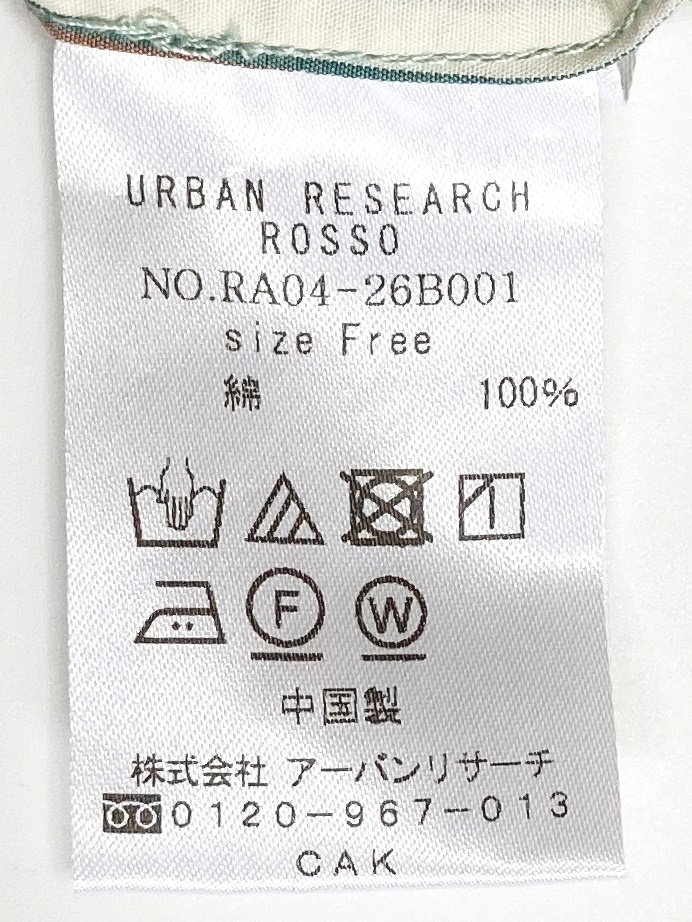 URBAN RESEARCH
ROSSO
NO.RA04-26B001
size Free
綿 100%
F W
中国製
株式会社 アーバンリサーチ
0120-967-013
CAK